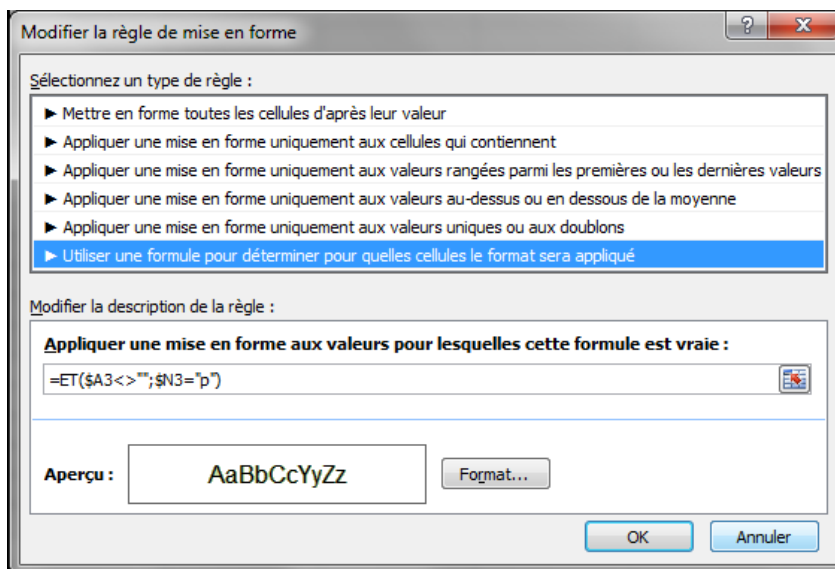 Modifier la règle de mise en forme
Sélectionnez un type de règle :
► Mettre en forme toutes les cellules d'après leur valeur
► Appliquer une mise en forme uniquement aux cellules qui contiennent
► Appliquer une mise en forme uniquement aux valeurs rangées parmi les premières ou les dernières valeurs
► Appliquer une mise en forme uniquement aux valeurs au-dessus ou en dessous de la moyenne
► Appliquer une mise en forme uniquement aux valeurs uniques ou aux doublons
► Utiliser une formule pour déterminer pour quelles cellules le format sera appliqué
Modifier la description de la règle :
Appliquer une mise en forme aux valeurs pour lesquelles cette formule est vraie :
=ET($A3<>"";$N3="p")
Aperçu :
AaBbCcYyZz
Format...
OK
Annuler